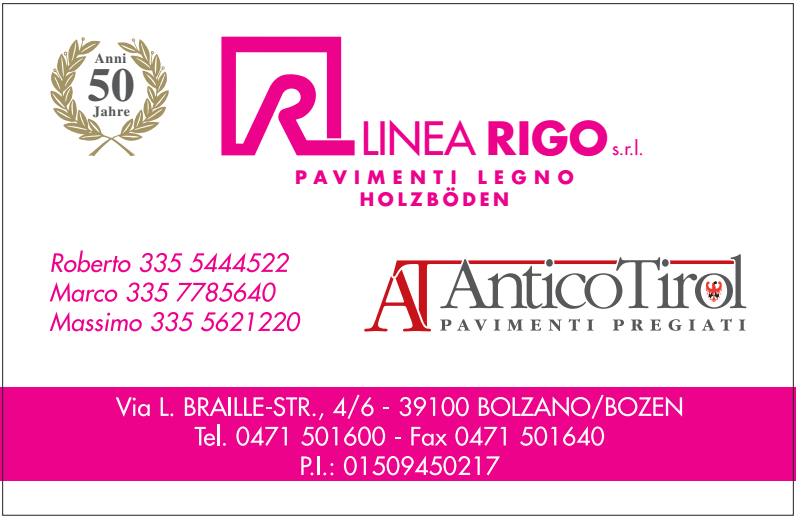 Anni
50
Jahre
R LINEA RIGO s.r.l.
PAVIMENTI LEGNO
HOLZBÖDEN
Roberto 335 5444522
Marco 335 7785640
Massimo 335 5621220
AT AnticoTirol
PAVIMENTI PREGIATI
Via L. BRAILLE-STR., 4/6 - 39100 BOLZANO/BOZEN
Tel. 0471 501600 - Fax 0471 501640
P.I.: 01509450217